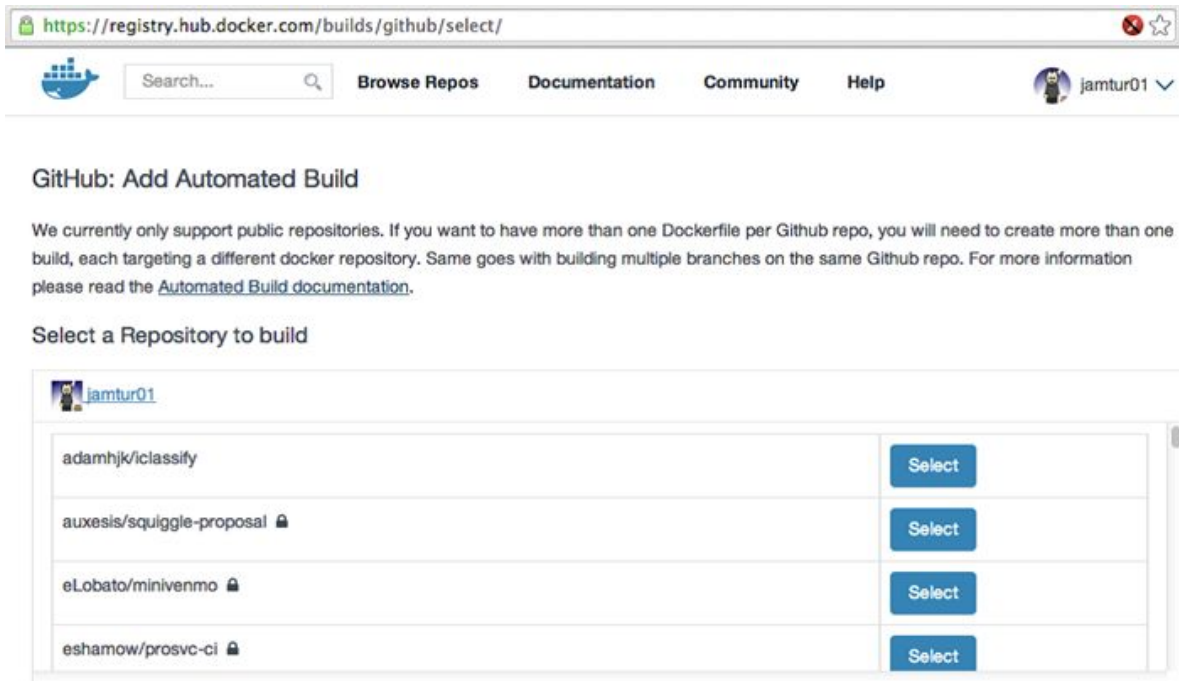 https://registry.hub.docker.com/builds/github/select/
Search... Browse Repos Documentation Community Help jamtur01
GitHub: Add Automated Build
We currently only support public repositories. If you want to have more than one Dockerfile per Github repo, you will need to create more than one
build, each targeting a different docker repository. Same goes with building multiple branches on the same Github repo. For more information
please read the Automated Build documentation.
Select a Repository to build
jamtur01
adamhjk/iclassify Select
auxesis/squiggle-proposal Select
eLobato/minivenmo Select
eshamow/prosvc-ci Select